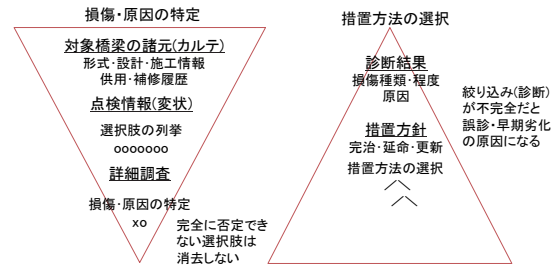 損傷・原因の特定
対象橋梁の諸元(カルテ)
形式・設計・施工情報
供用・補修履歴
点検情報(変状)
選択肢の列挙
ooooooo
詳細調査
損傷・原因の特定
xo
完全に否定でき
ない選択肢は
消去しない
措置方法の選択
診断結果
損傷種類・程度
原因
措置方針
完治・延命・更新
措置方法の選択
絞り込み(診断)
が不完全だと
誤診・早期劣化
の原因になる